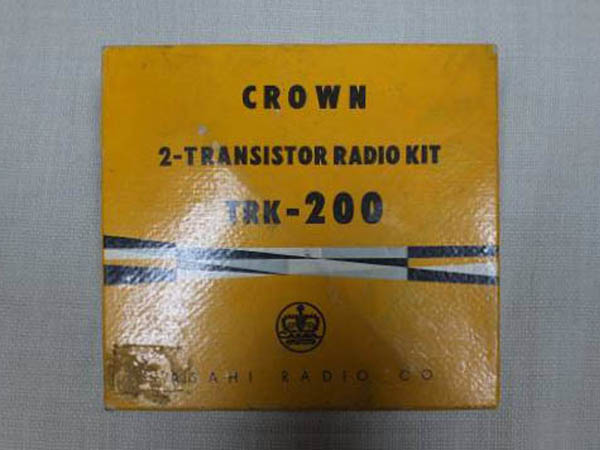 CROWN
2-TRANSISTOR RADIO KIT
TRK-200
RADIO CO